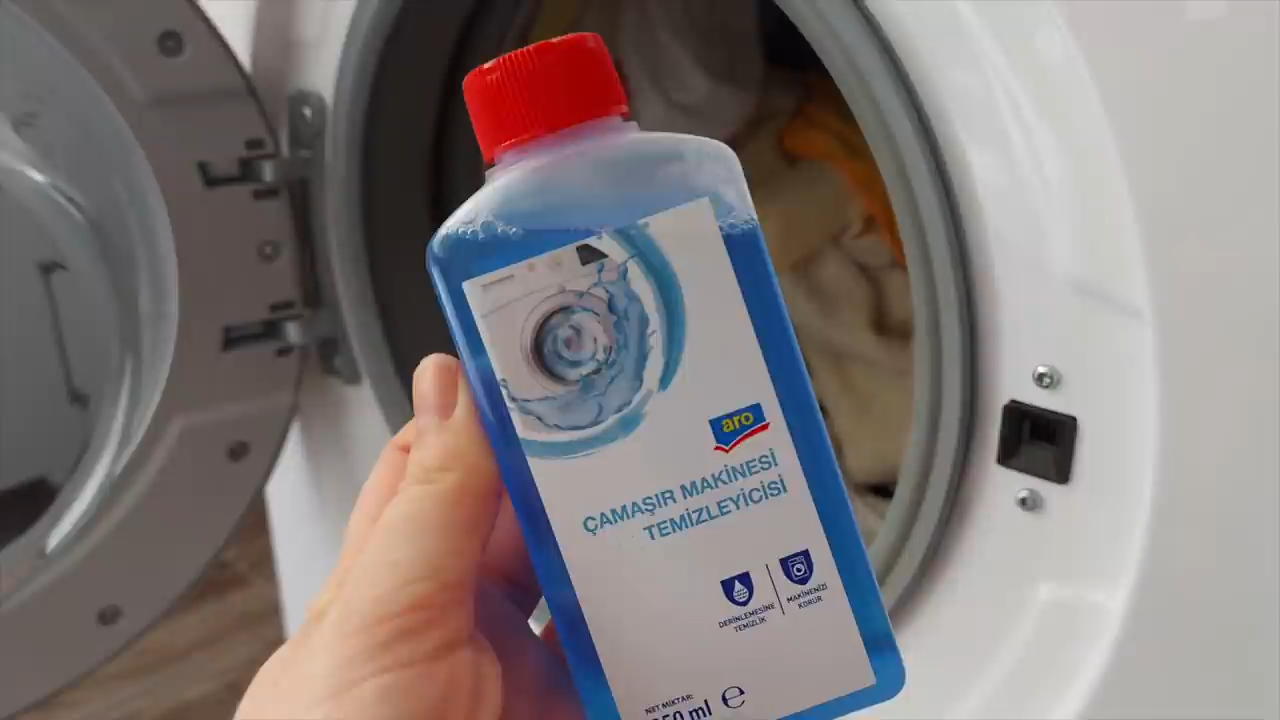 aro
ÇAMAŞIR MAKİNESİ
TEMİZLEYİCİSİ
DERİNLEMESİNE
TEMİZLİK
MAKİNENİZİ
KORUR
NET MİKTAR:
50 ml ℮